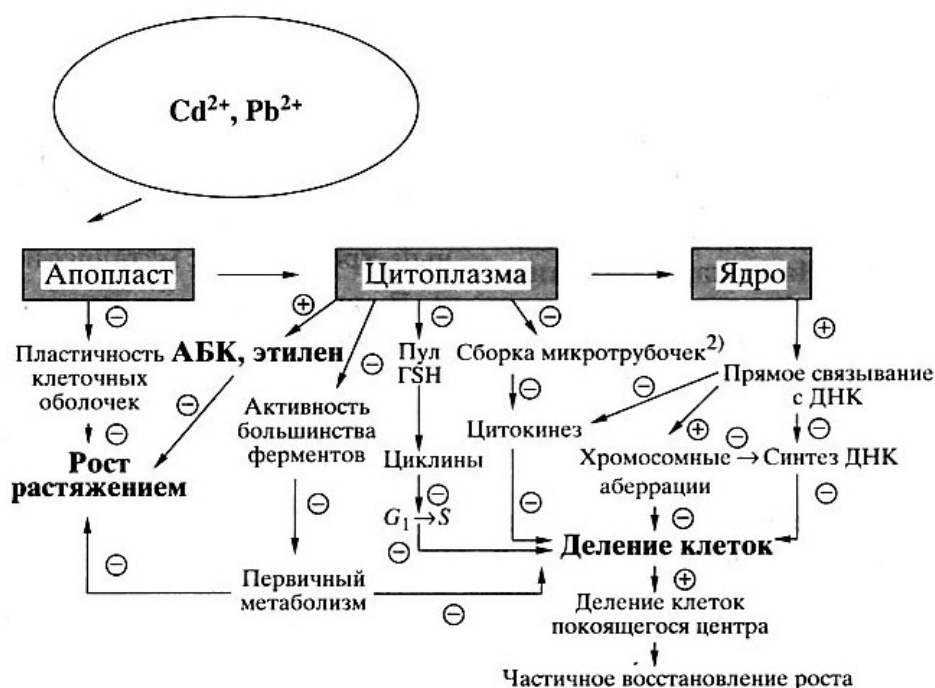 Cd²⁺, Pb²⁺
Апопласт
Цитоплазма
Ядро
⊖
⊕
⊖
⊖
⊕
Пластичность
клеточных
оболочек
АБК, этилен
⊖
Пул
ГSH
Сборка микротрубочек²⁾
Прямое связывание
с ДНК
⊖
⊖
⊖
⊖
Активность
большинства
ферментов
Цитокинез
⊕
⊖
⊖
Рост
растяжением
Циклины
Хромосомные
аберрации
Синтез ДНК
⊖
⊖
⊖
⊖
G₁→S
⊖
⊖
Деление клеток
⊖
Первичный
метаболизм
⊖
⊕
Деление клеток
покоящегося центра
Частичное восстановление роста